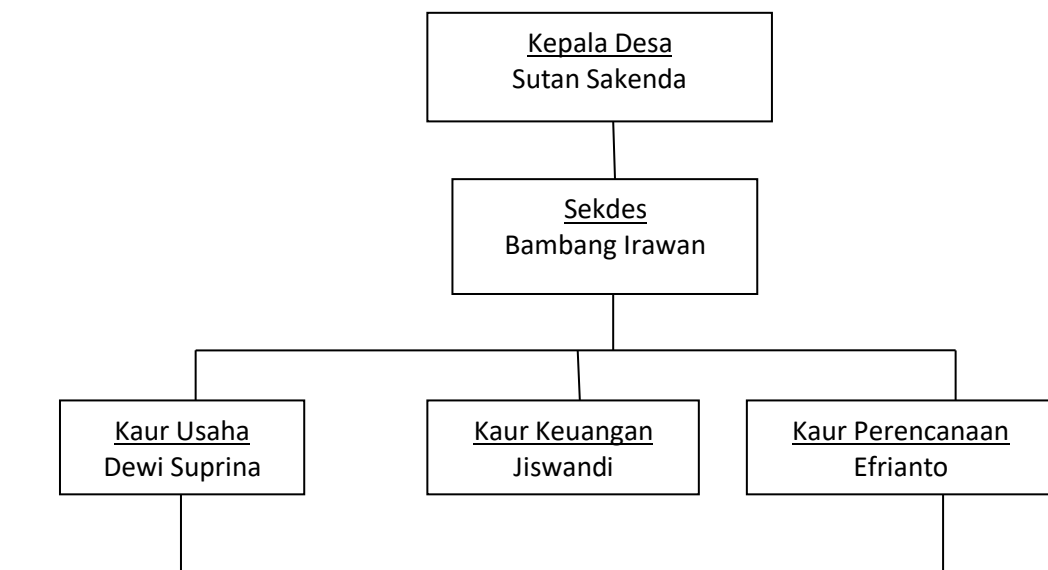 Kepala Desa
Sutan Sakenda
Sekdes
Bambang Irawan
Kaur Usaha
Dewi Suprina
Kaur Keuangan
Jiswandi
Kaur Perencanaan
Efrianto